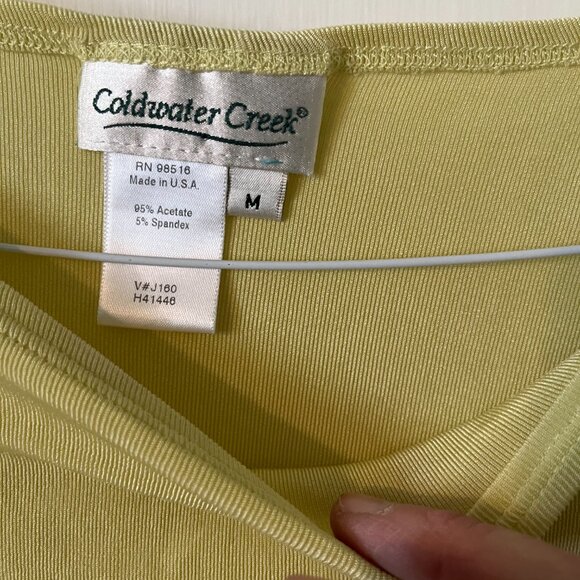 Coldwater Creek®
RN 98516
Made in U.S.A.
M
95% Acetate
5% Spandex
V#J160
H41446